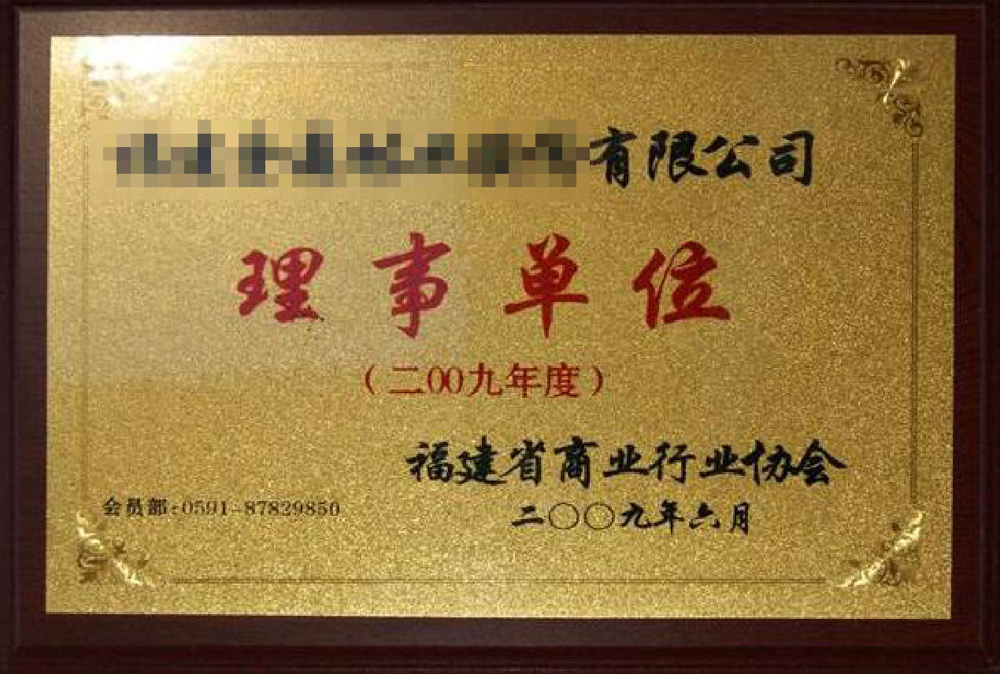 有限公司
理事单位
（二00九年度）
福建省商业行业协会
会员部:0591-87829850
二〇〇九年六月